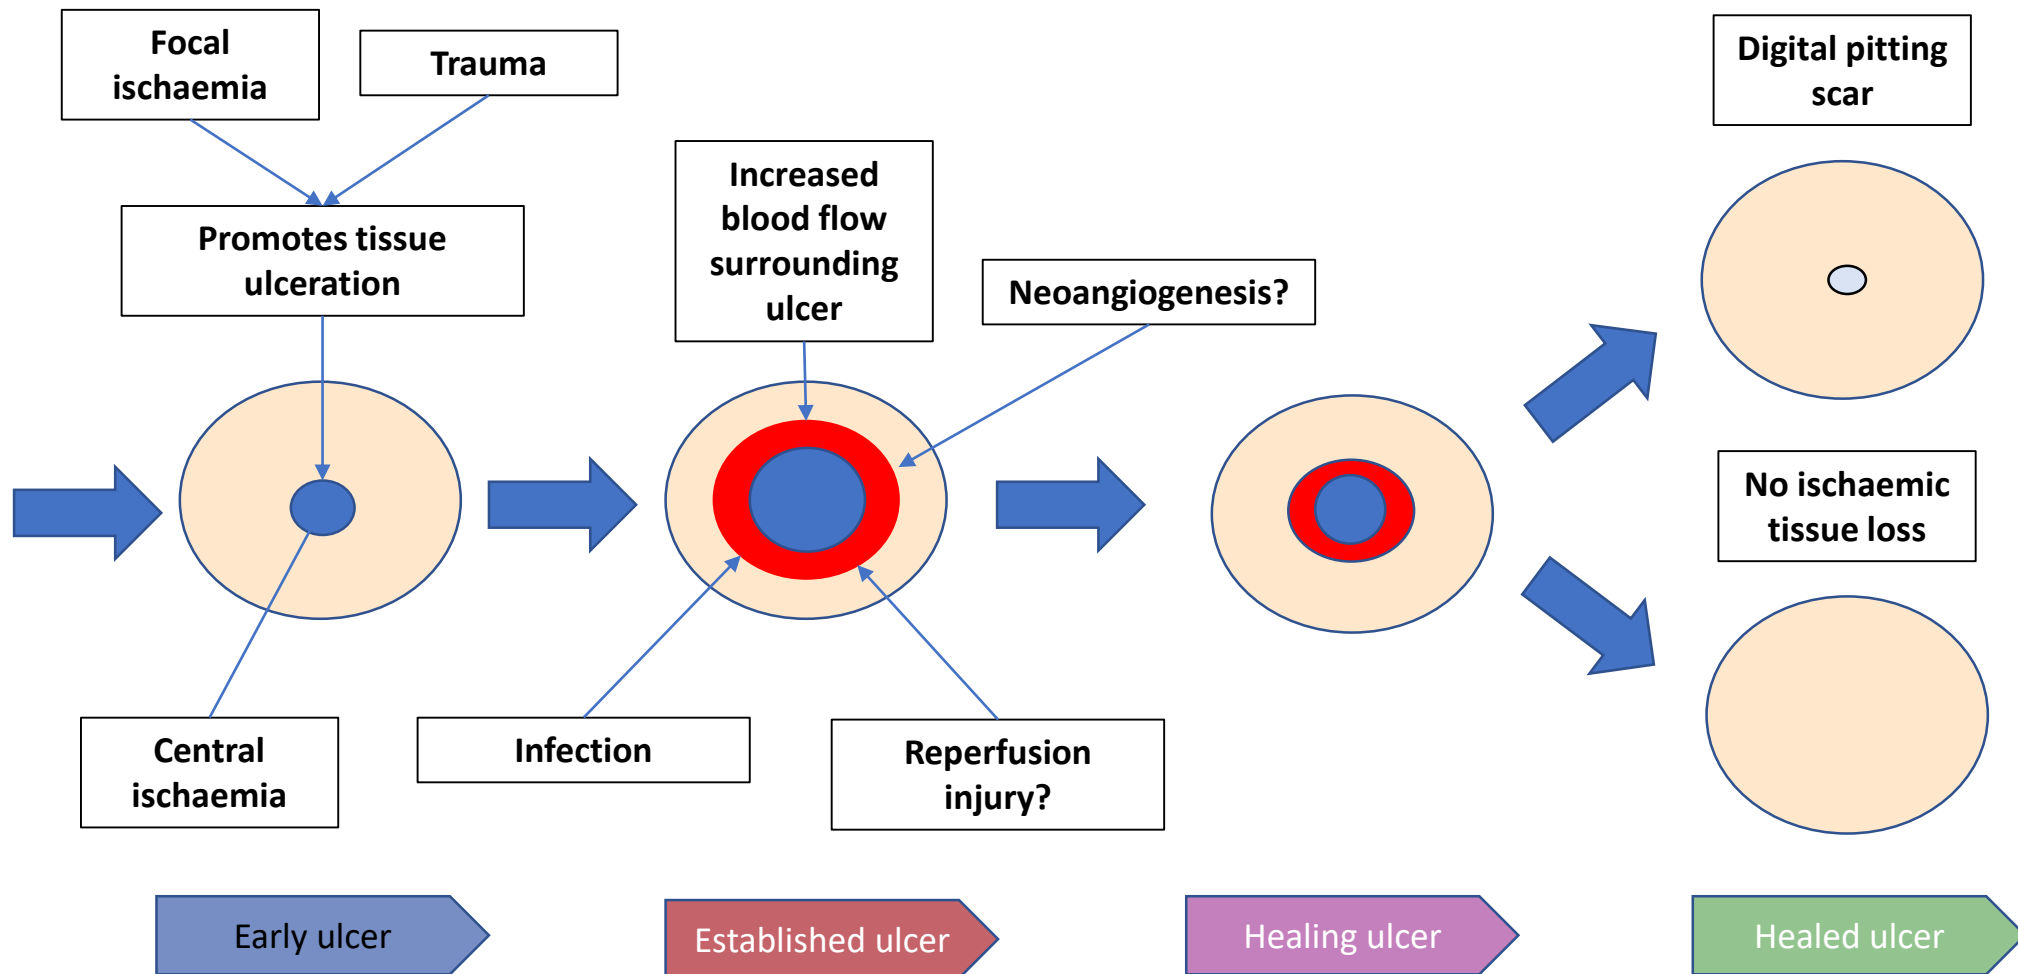 Focal
ischaemia
Trauma
Promotes tissue
ulceration
Central
ischaemia
Increased
blood flow
surrounding
ulcer
Neoangiogenesis?
Infection
Reperfusion
injury?
Digital pitting
scar
No ischaemic
tissue loss
Early ulcer
Established ulcer
Healing ulcer
Healed ulcer